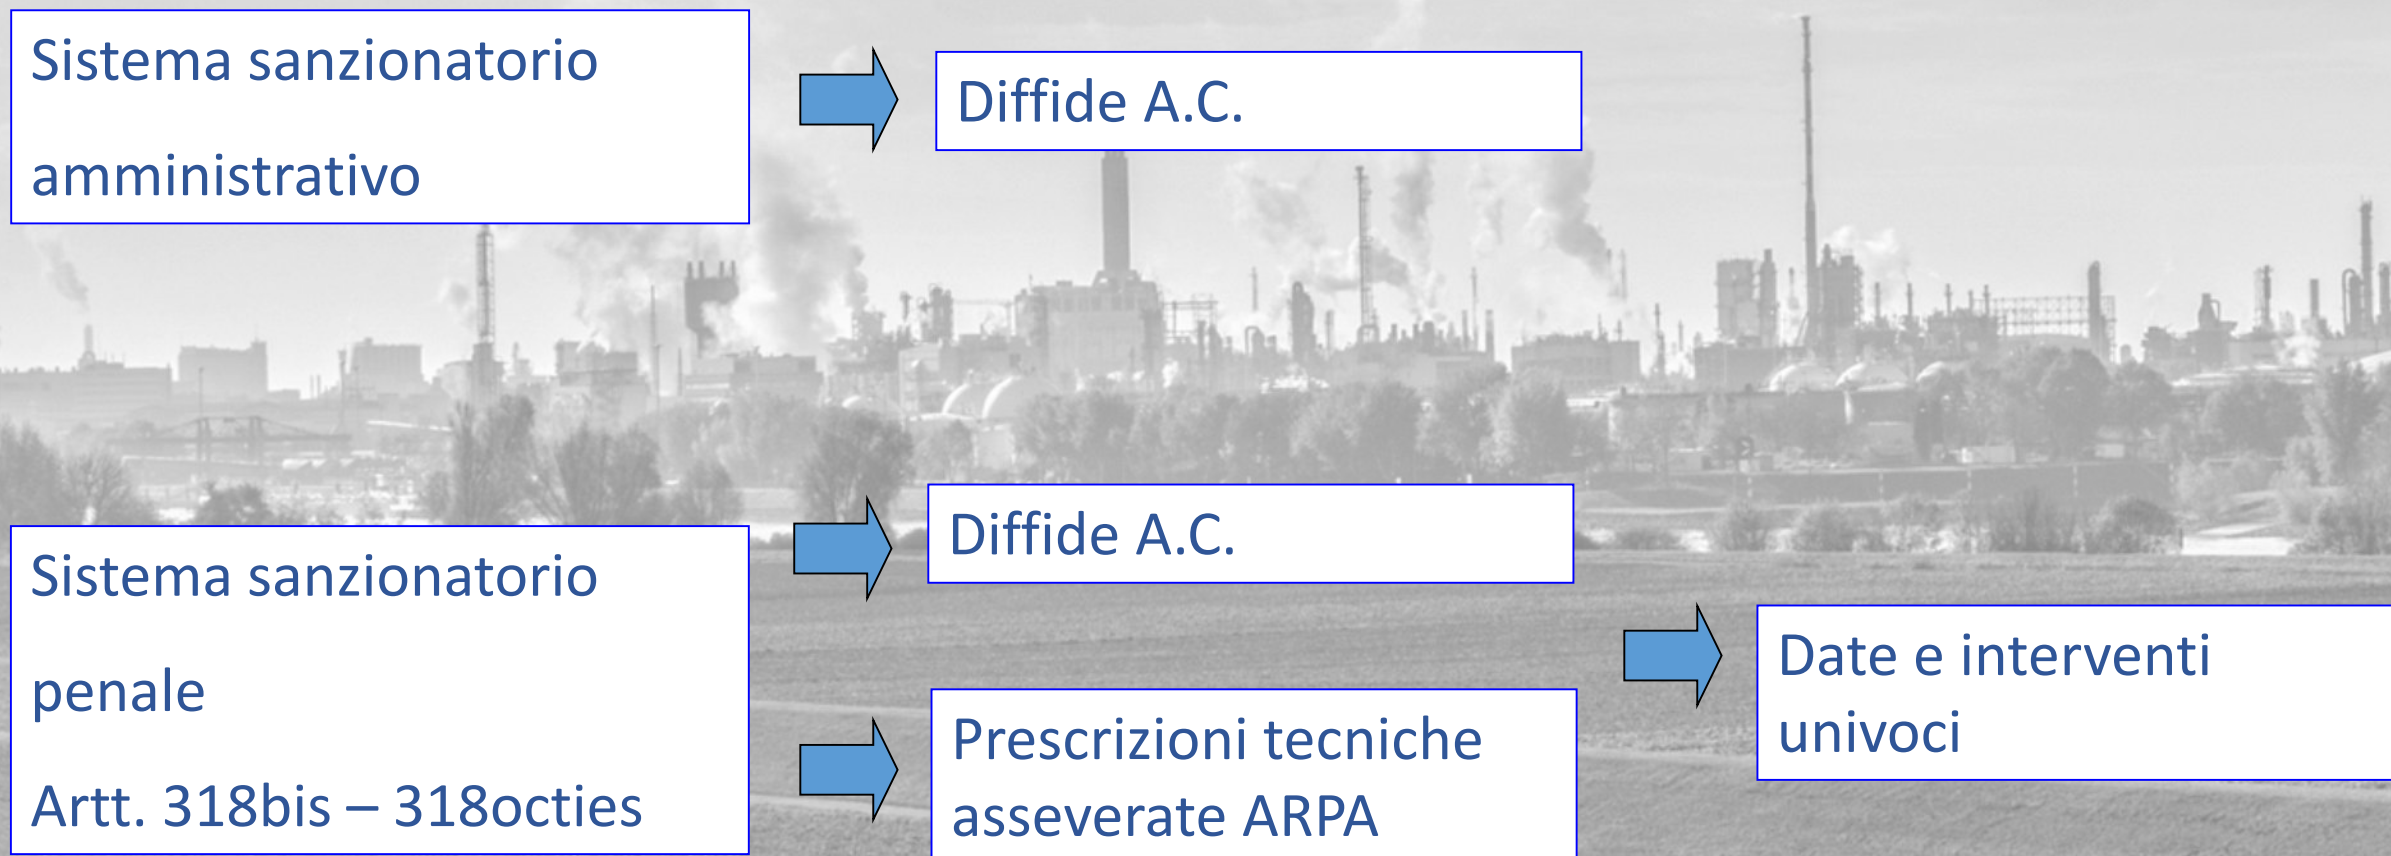 Sistema sanzionatorio
amministrativo
Diffide A.C.
Sistema sanzionatorio
penale
Artt. 318bis – 318octies
Diffide A.C.
Prescrizioni tecniche
asseverate ARPA
Date e interventi
univoci